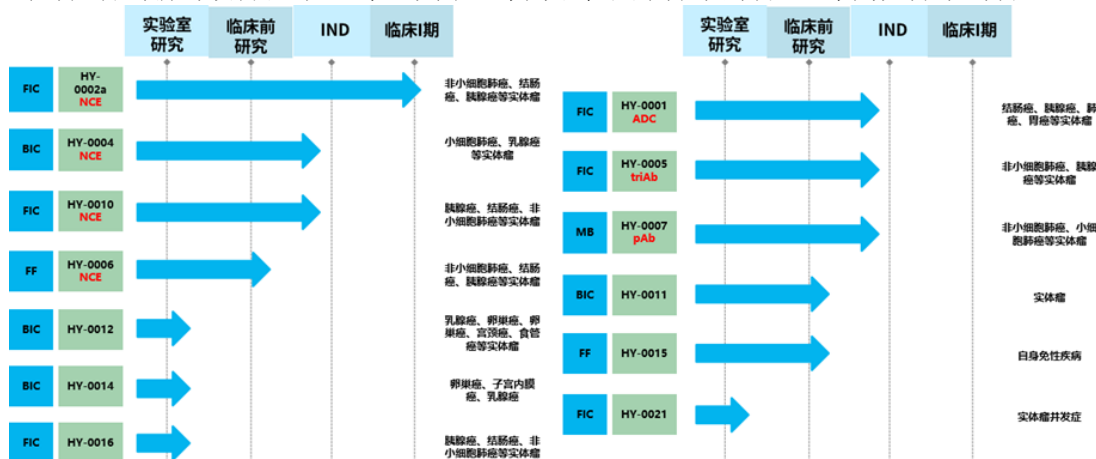 实验室
研究
临床前
研究
IND
临床I期
FIC
HY-
0002a
NCE
非小细胞肺癌、结肠
癌、胰腺癌等实体瘤
BIC
HY-0004
NCE
小细胞肺癌、乳腺癌
等实体瘤
FIC
HY-0010
NCE
胰腺癌、结肠癌、非
小细胞肺癌等实体瘤
FF
HY-0006
NCE
非小细胞肺癌、结肠
癌、胰腺癌等实体瘤
BIC
HY-0012
乳腺癌、卵巢癌、卵
巢癌、宫颈癌、食管
癌等实体瘤
BIC
HY-0014
卵巢癌、子宫内膜
癌、乳腺癌
FIC
HY-0016
胰腺癌、结肠癌、非
小细胞肺癌等实体瘤
实验室
研究
临床前
研究
IND
临床I期
FIC
HY-0001
ADC
结肠癌、胰腺癌、肺
癌、胃癌等实体瘤
FIC
HY-0005
triAb
非小细胞肺癌、胰腺
癌等实体瘤
MB
HY-0007
pAb
非小细胞肺癌、小细
胞肺癌等实体瘤
BIC
HY-0011
实体瘤
FF
HY-0015
自身免性疾病
FIC
HY-0021
实体瘤并发症